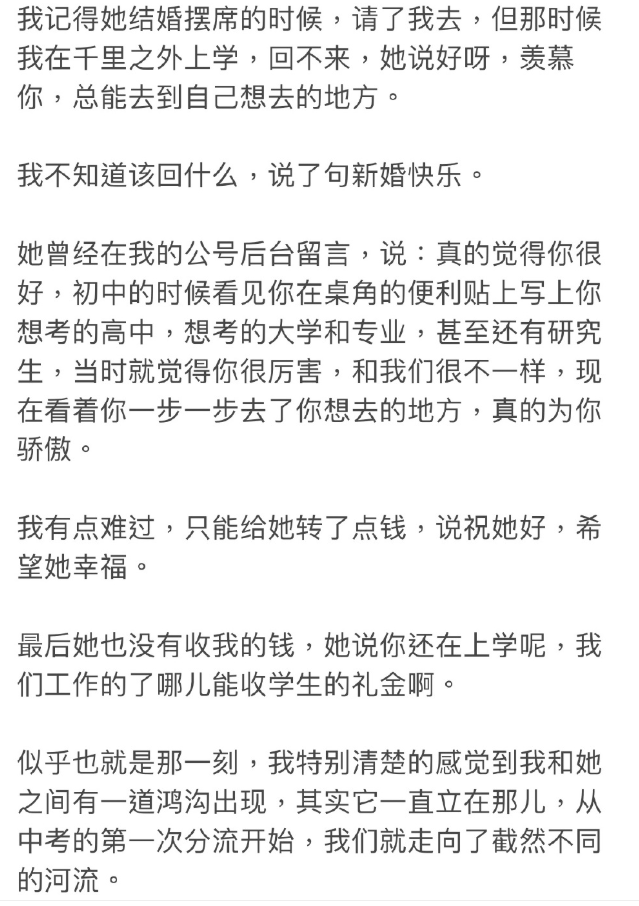 我记得她结婚摆席的时候，请了我去，但那时候
我在千里之外上学，回不来，她说好呀，羡慕
你，总能去到自己想去的地方。
我不知道该回什么，说了句新婚快乐。
她曾经在我的公号后台留言，说：真的觉得你很
好，初中的时候看见你在桌角的便利贴上写上你
想考的高中，想考的大学和专业，甚至还有研究
生，当时就觉得你很厉害，和我们很不一样，现
在看着你一步一步去了你想去的地方，真的为你
骄傲。
我有点难过，只能给她转了点钱，说祝她好，希
望她幸福。
最后她也没有收我的钱，她说你还在上学呢，我
们工作的了哪儿能收学生的礼金啊。
似乎也就是那一刻，我特别清楚的感觉到我和她
之间有一道鸿沟出现，其实它一直立在那儿，从
中考的第一次分流开始，我们就走向了截然不同
的河流。